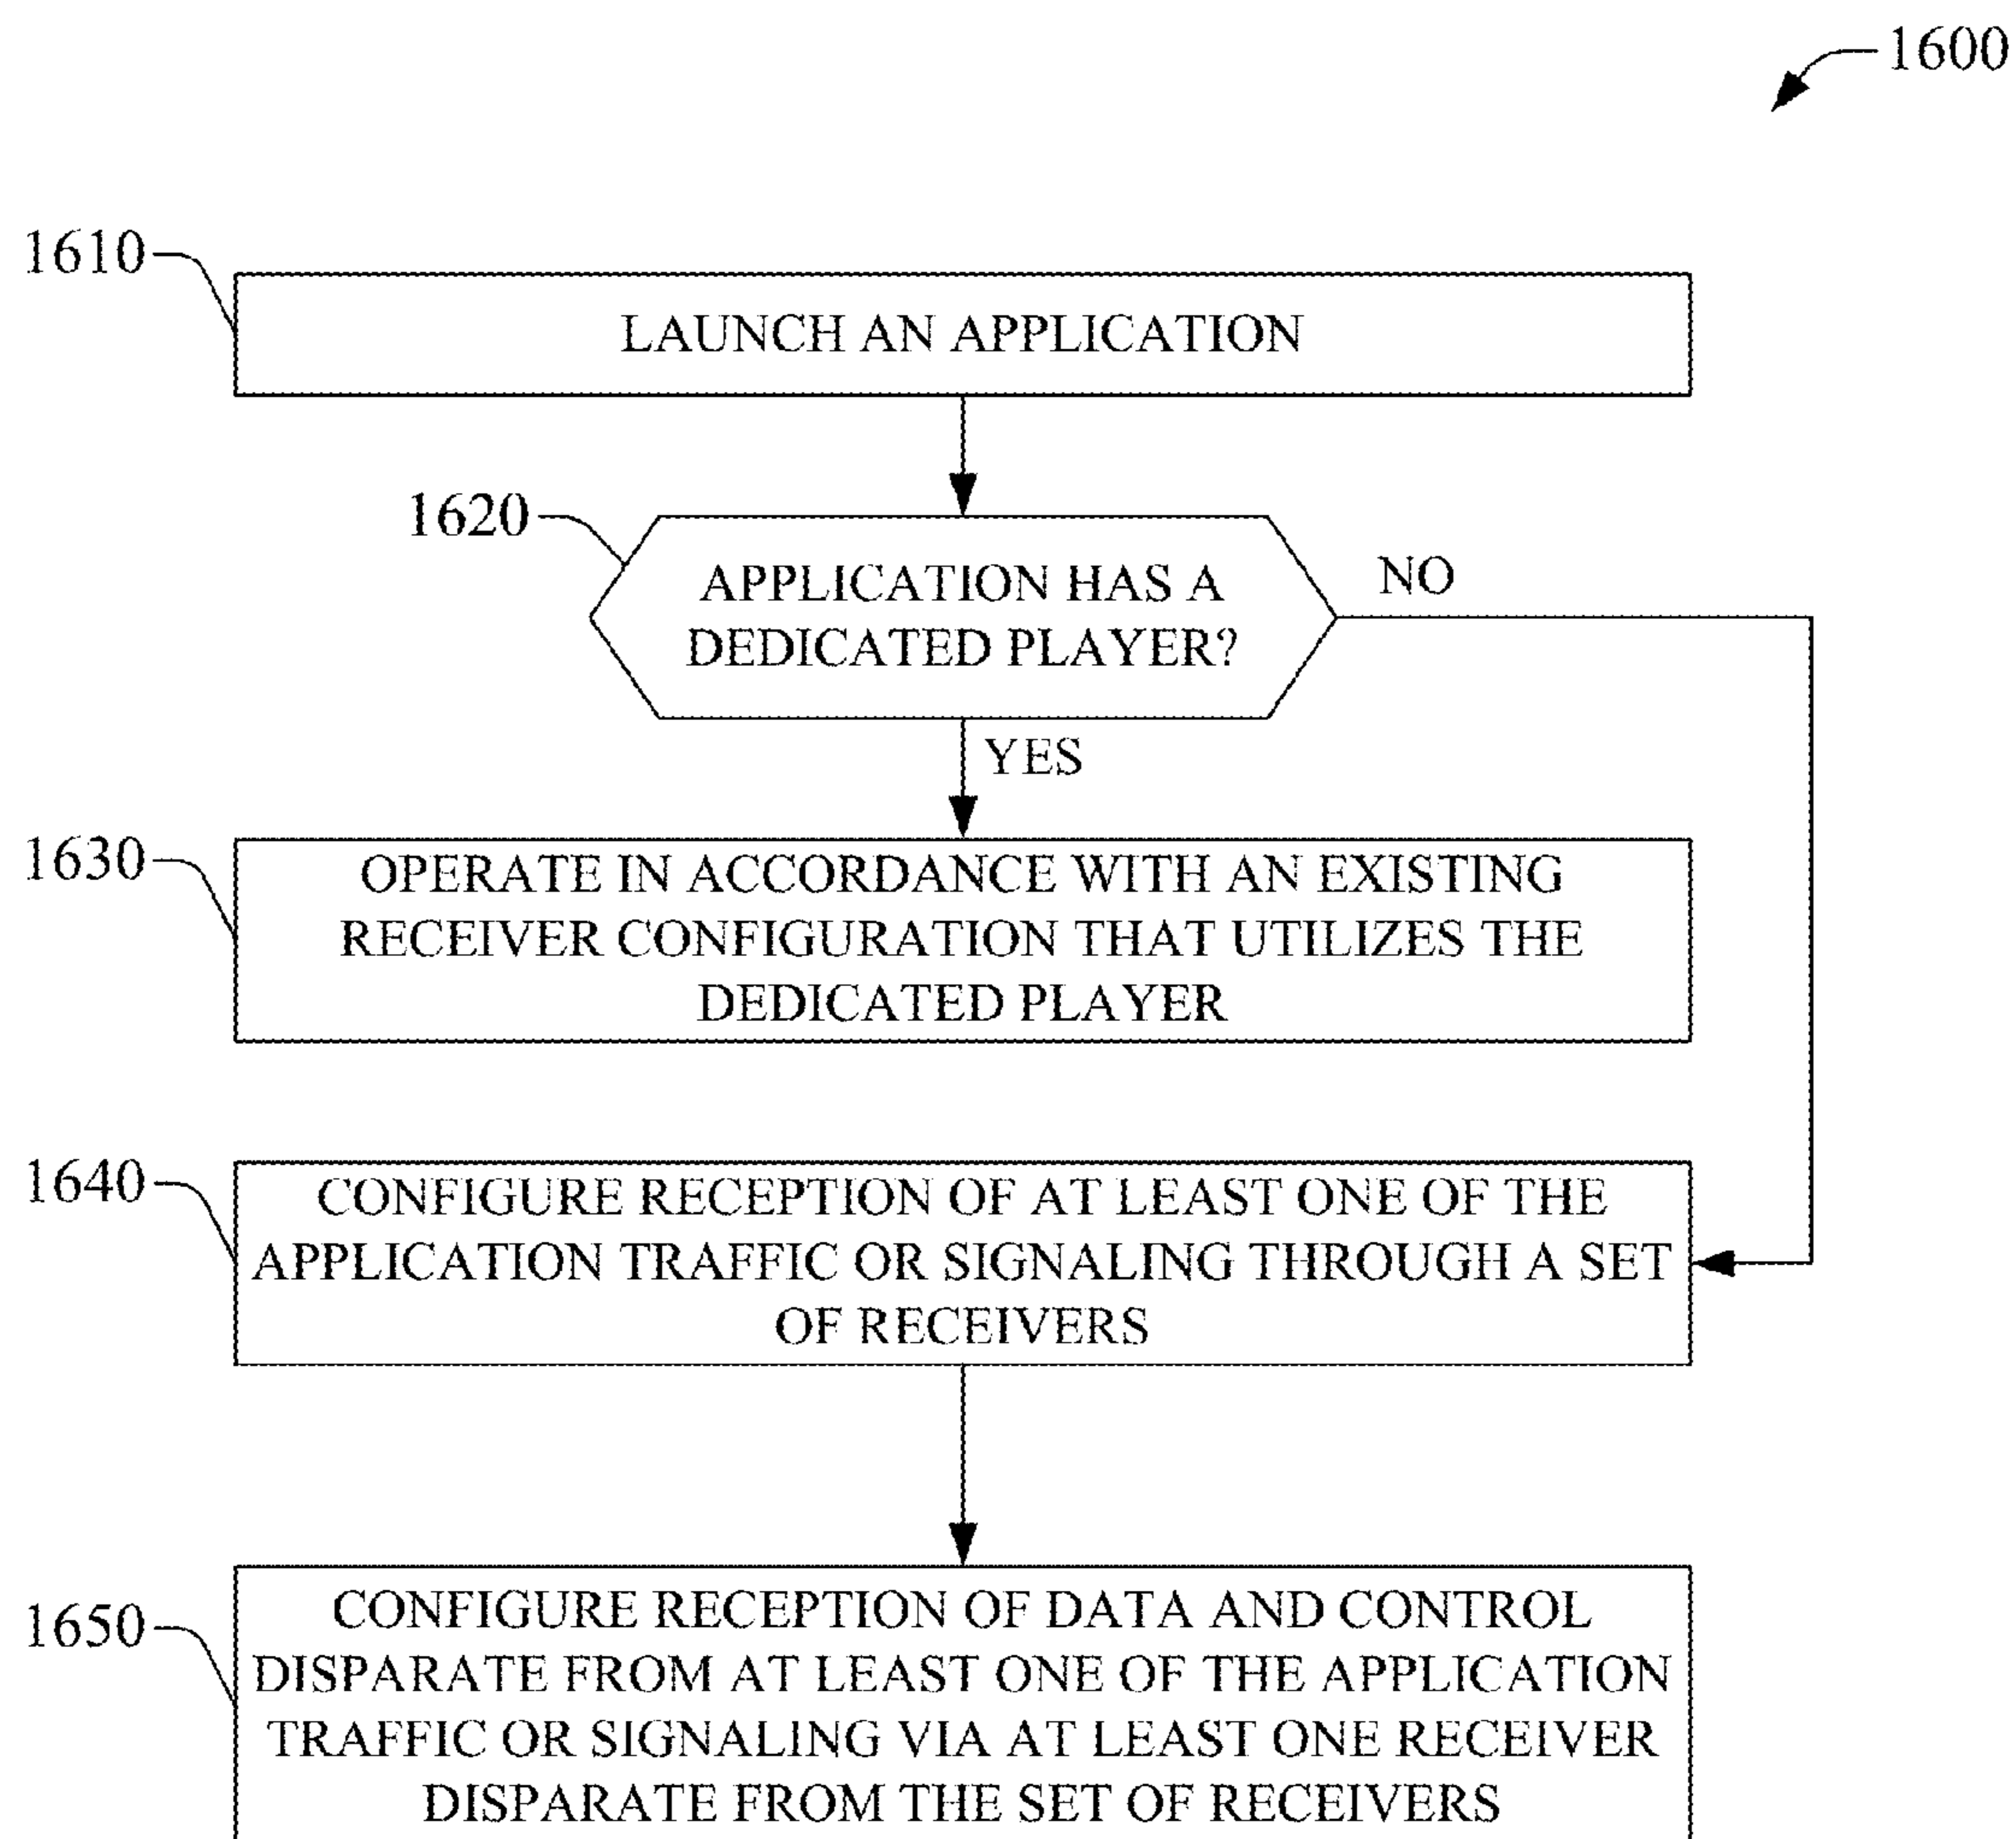 1600
1610
LAUNCH AN APPLICATION
1620
APPLICATION HAS A
DEDICATED PLAYER?
NO
YES
1630
OPERATE IN ACCORDANCE WITH AN EXISTING
RECEIVER CONFIGURATION THAT UTILIZES THE
DEDICATED PLAYER
1640
CONFIGURE RECEPTION OF AT LEAST ONE OF THE
APPLICATION TRAFFIC OR SIGNALING THROUGH A SET
OF RECEIVERS
1650
CONFIGURE RECEPTION OF DATA AND CONTROL
DISPARATE FROM AT LEAST ONE OF THE APPLICATION
TRAFFIC OR SIGNALING VIA AT LEAST ONE RECEIVER
DISPARATE FROM THE SET OF RECEIVERS